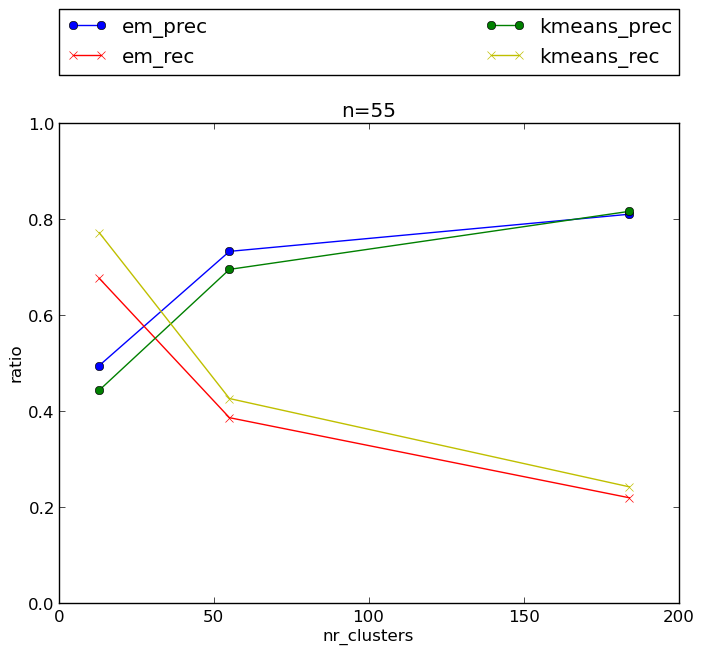 em_prec kmeans_prec
em_rec kmeans_rec
n=55
1.0
0.8
0.6
ratio
0.4
0.2
0.0
0 50 100 150 200
nr_clusters